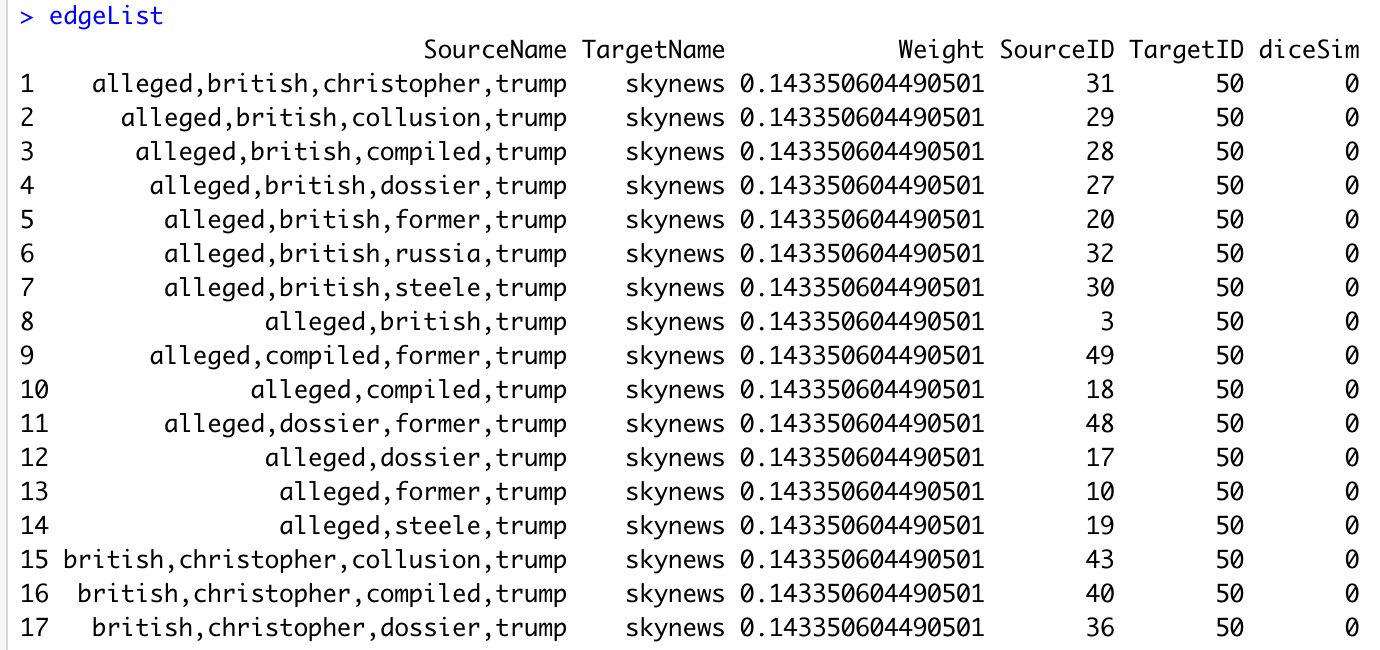 > edgeList
SourceName TargetName Weight SourceID TargetID diceSim
1 alleged,british,christopher,trump skynews 0.143350604490501 31 50 0
2 alleged,british,collusion,trump skynews 0.143350604490501 29 50 0
3 alleged,british,compiled,trump skynews 0.143350604490501 28 50 0
4 alleged,british,dossier,trump skynews 0.143350604490501 27 50 0
5 alleged,british,former,trump skynews 0.143350604490501 20 50 0
6 alleged,british,russia,trump skynews 0.143350604490501 32 50 0
7 alleged,british,steele,trump skynews 0.143350604490501 30 50 0
8 alleged,british,trump skynews 0.143350604490501 3 50 0
9 alleged,compiled,former,trump skynews 0.143350604490501 49 50 0
10 alleged,compiled,trump skynews 0.143350604490501 18 50 0
11 alleged,dossier,former,trump skynews 0.143350604490501 48 50 0
12 alleged,dossier,trump skynews 0.143350604490501 17 50 0
13 alleged,former,trump skynews 0.143350604490501 10 50 0
14 alleged,steele,trump skynews 0.143350604490501 19 50 0
15 british,christopher,collusion,trump skynews 0.143350604490501 43 50 0
16 british,christopher,compiled,trump skynews 0.143350604490501 40 50 0
17 british,christopher,dossier,trump skynews 0.143350604490501 36 50 0